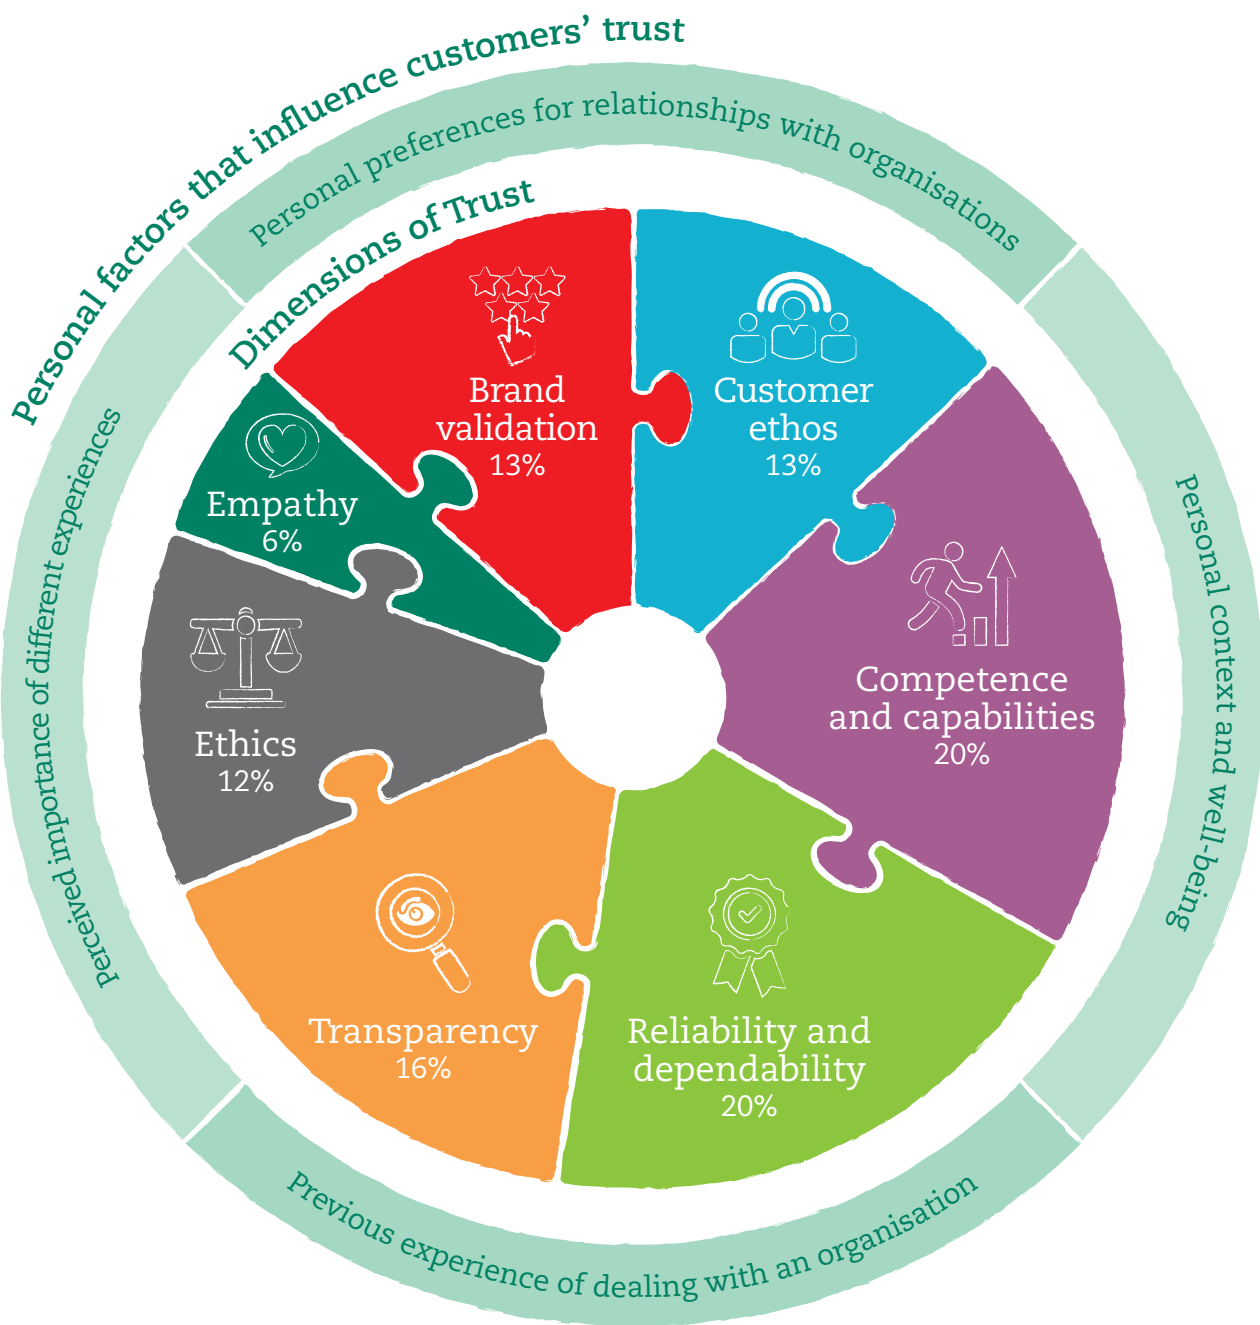 Personal factors that influence customers’ trust
Personal preferences for relationships with organisations
Dimensions of Trust
Brand
validation
13%
Customer
ethos
13%
Competence
and capabilities
20%
Reliability and
dependability
20%
Transparency
16%
Ethics
12%
Empathy
6%
Personal context and well-being
Previous experience of dealing with an organisation
Perceived importance of different experiences